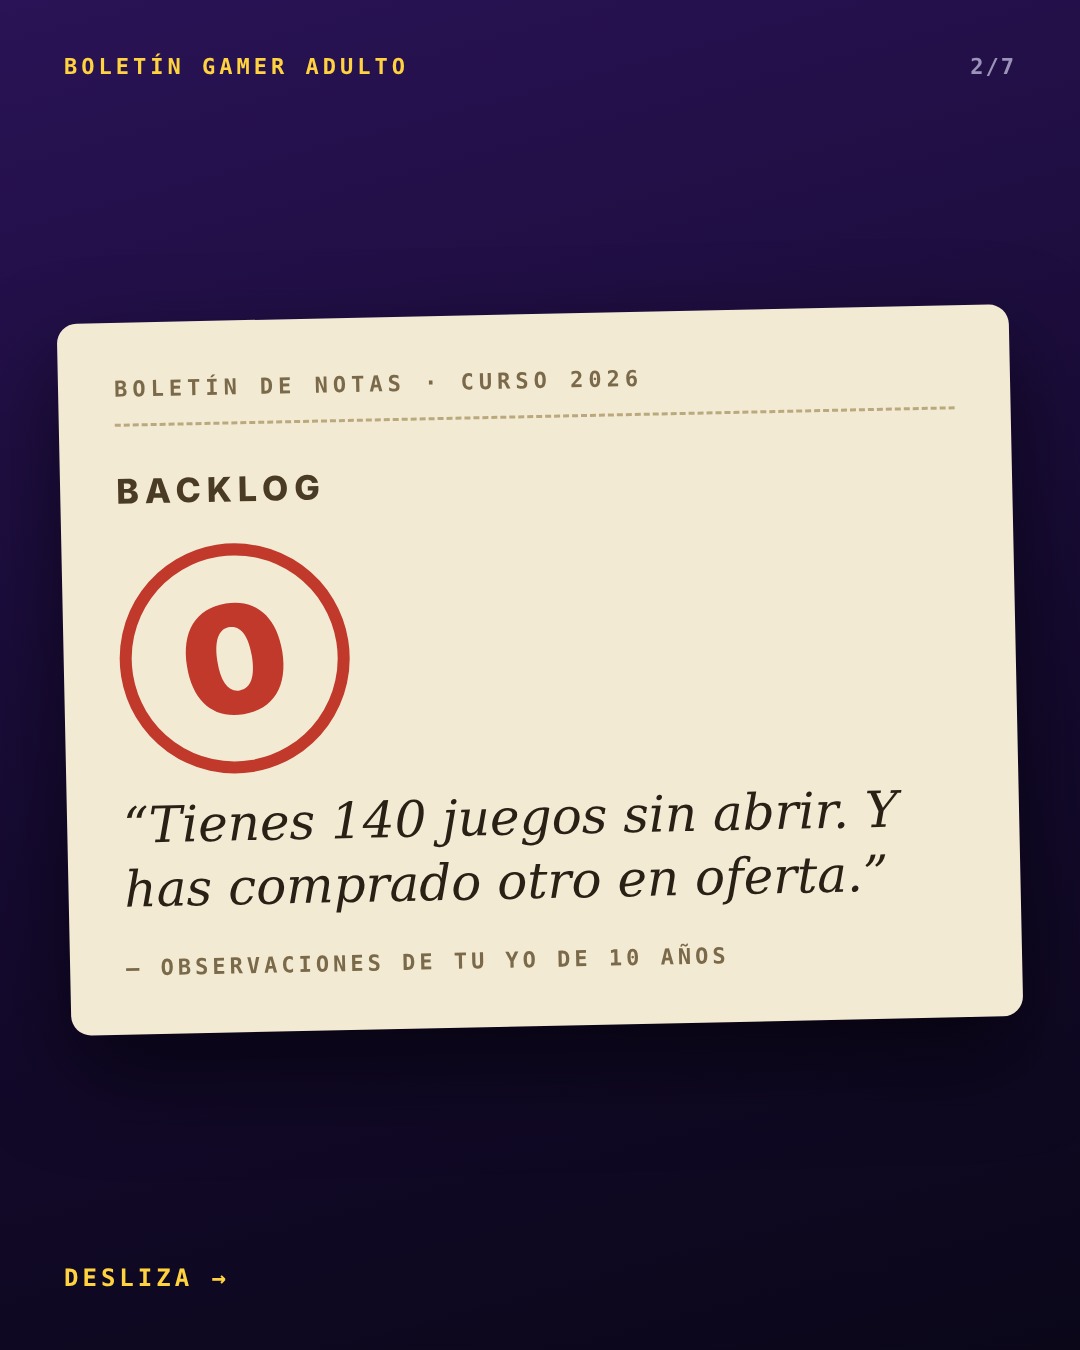 BOLETÍN GAMER ADULTO
2/7
BOLETÍN DE NOTAS · CURSO 2026
BACKLOG
0
“Tienes 140 juegos sin abrir. Y
has comprado otro en oferta.”
— OBSERVACIONES DE TU YO DE 10 AÑOS
DESLIZA →